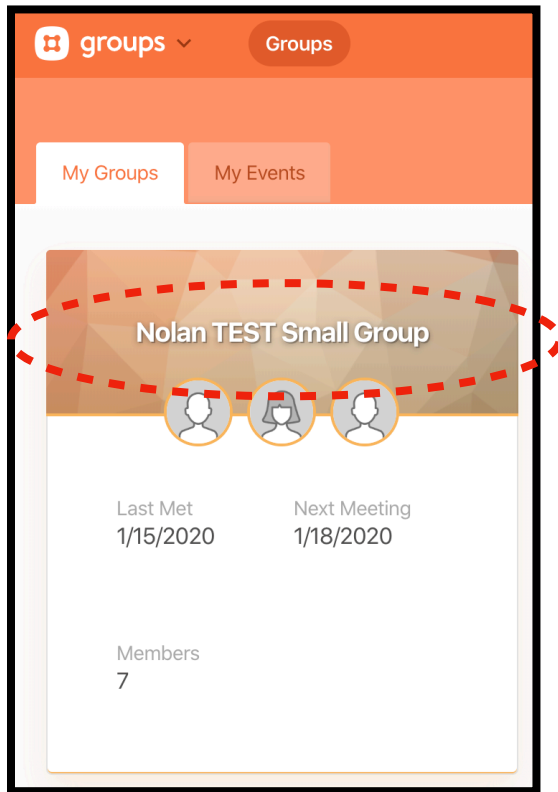 groups Groups
My Groups My Events
Nolan TEST Small Group
Last Met Next Meeting
1/15/2020 1/18/2020
Members
7